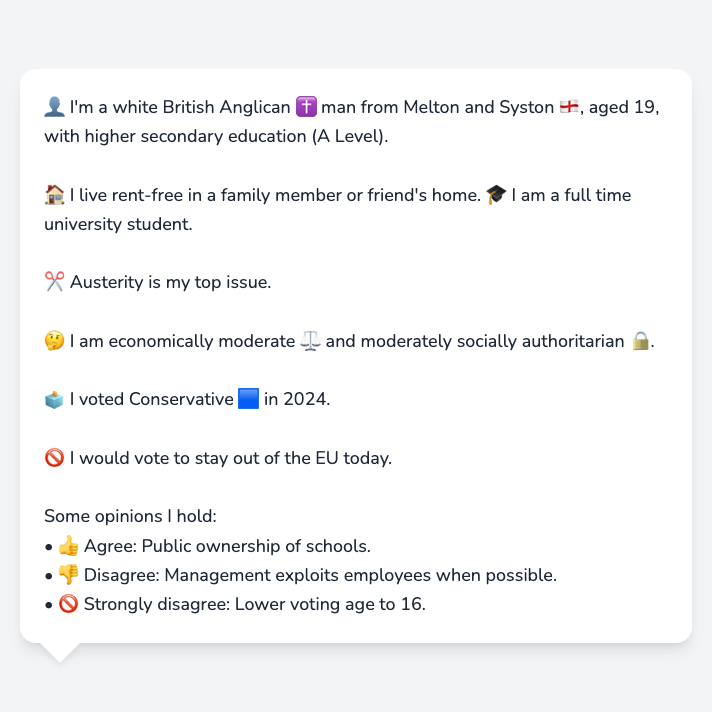 👤 I'm a white British Anglican ✝️ man from Melton and Syston 🏴󠁧󠁢󠁥󠁮󠁧󠁿, aged 19,
with higher secondary education (A Level).
🏠 I live rent-free in a family member or friend's home. 🎓 I am a full time
university student.
✂️ Austerity is my top issue.
🤔 I am economically moderate ⚖️ and moderately socially authoritarian 🔒.
🗳️ I voted Conservative 🟦 in 2024.
🚫 I would vote to stay out of the EU today.
Some opinions I hold:
• 👍 Agree: Public ownership of schools.
• 👎 Disagree: Management exploits employees when possible.
• 🚫 Strongly disagree: Lower voting age to 16.